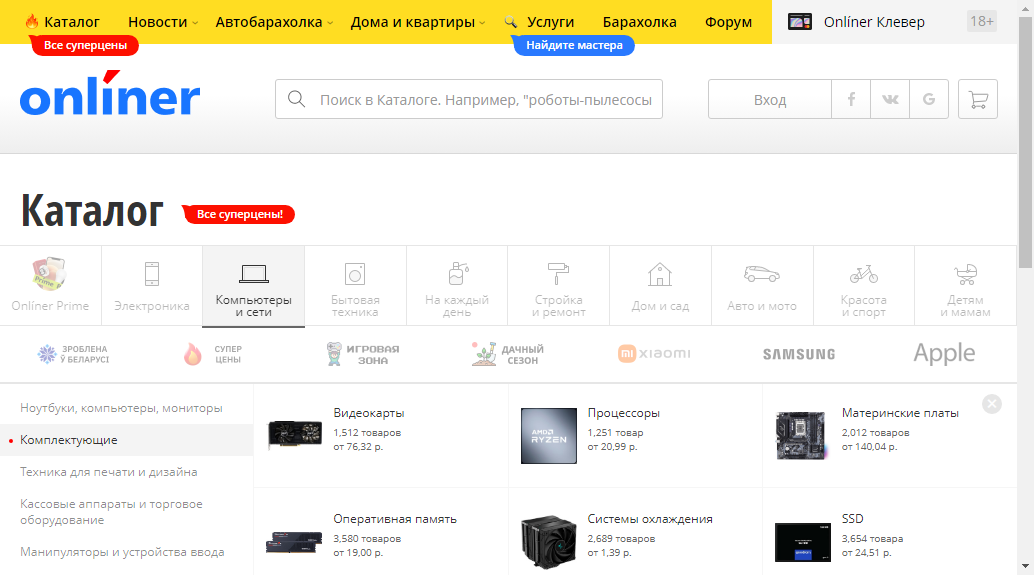 Каталог Новости Автобарахолка Дома и квартиры Услуги Барахолка Форум Onlíner Клевер 18+
Все суперцены Найдите мастера
onlíner
Поиск в Каталоге. Например, "роботы-пылесосы
Вход
Каталог Все суперцены!
Onlíner Prime
Электроника
Компьютеры
и сети
Бытовая
техника
На каждый
день
Стройка
и ремонт
Дом и сад
Авто и мото
Красота
и спорт
Детям
и мамам
ЗРОБЛЕНА
Ў БЕЛАРУСІ
СУПЕР
ЦЕНЫ
ИГРОВАЯ
ЗОНА
ДАЧНЫЙ
СЕЗОН
xiaomi
SAMSUNG
Apple
Ноутбуки, компьютеры, мониторы
Комплектующие
Техника для печати и дизайна
Кассовые аппараты и торговое
оборудование
Манипуляторы и устройства ввода
Видеокарты
1,512 товаров
от 76,32 р.
AMD
RYZEN
Процессоры
1,251 товар
от 20,99 р.
Материнские платы
2,012 товаров
от 140,04 р.
Оперативная память
3,580 товаров
от 19,00 р.
Системы охлаждения
2,689 товаров
от 1,39 р.
SSD
3,654 товара
от 24,51 р.